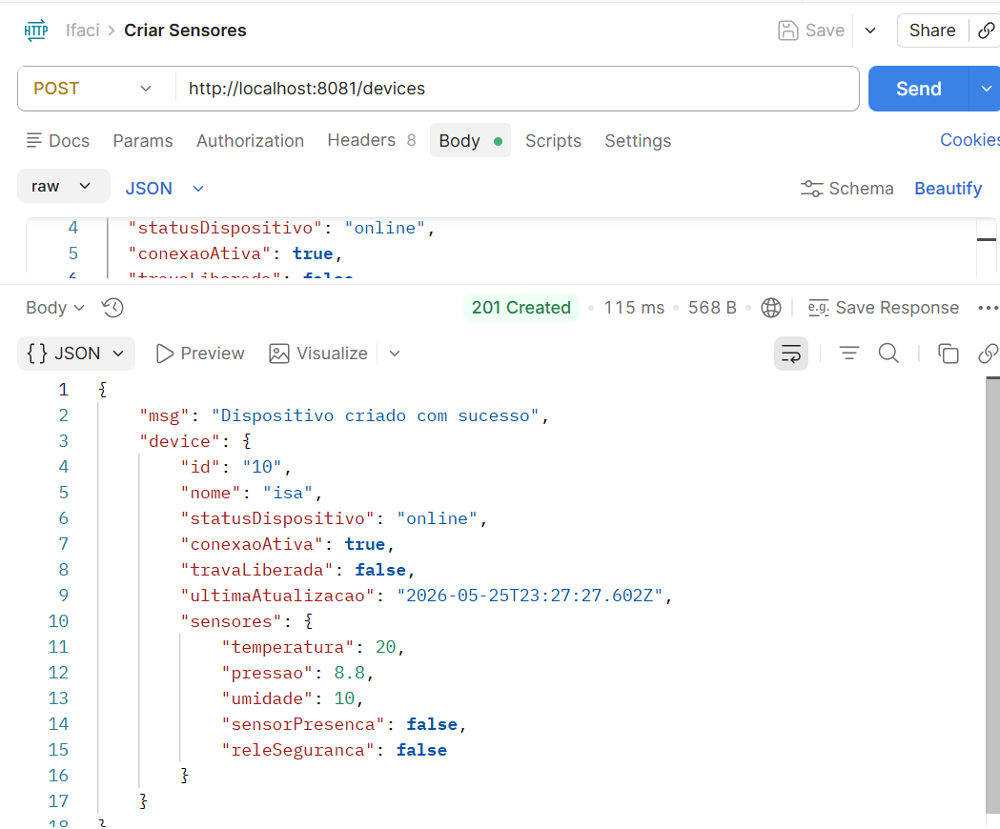 HTTP Ifaci > Criar Sensores Save Share
POST http://localhost:8081/devices Send
Docs Params Authorization Headers 8 Body Scripts Settings Cookies
raw JSON Schema Beautify
4 "statusDispositivo": "online",
5 "conexaoAtiva": true,
6 "travaLiberada": false
Body 201 Created • 115 ms • 568 B • e.g. Save Response
{} JSON Preview Visualize
1 {
2 "msg": "Dispositivo criado com sucesso",
3 "device": {
4 "id": "10",
5 "nome": "isa",
6 "statusDispositivo": "online",
7 "conexaoAtiva": true,
8 "travaLiberada": false,
9 "ultimaAtualizacao": "2026-05-25T23:27:27.602Z",
10 "sensores": {
11 "temperatura": 20,
12 "pressao": 8.8,
13 "umidade": 10,
14 "sensorPresenca": false,
15 "releSeguranca": false
16 }
17 }
18 }